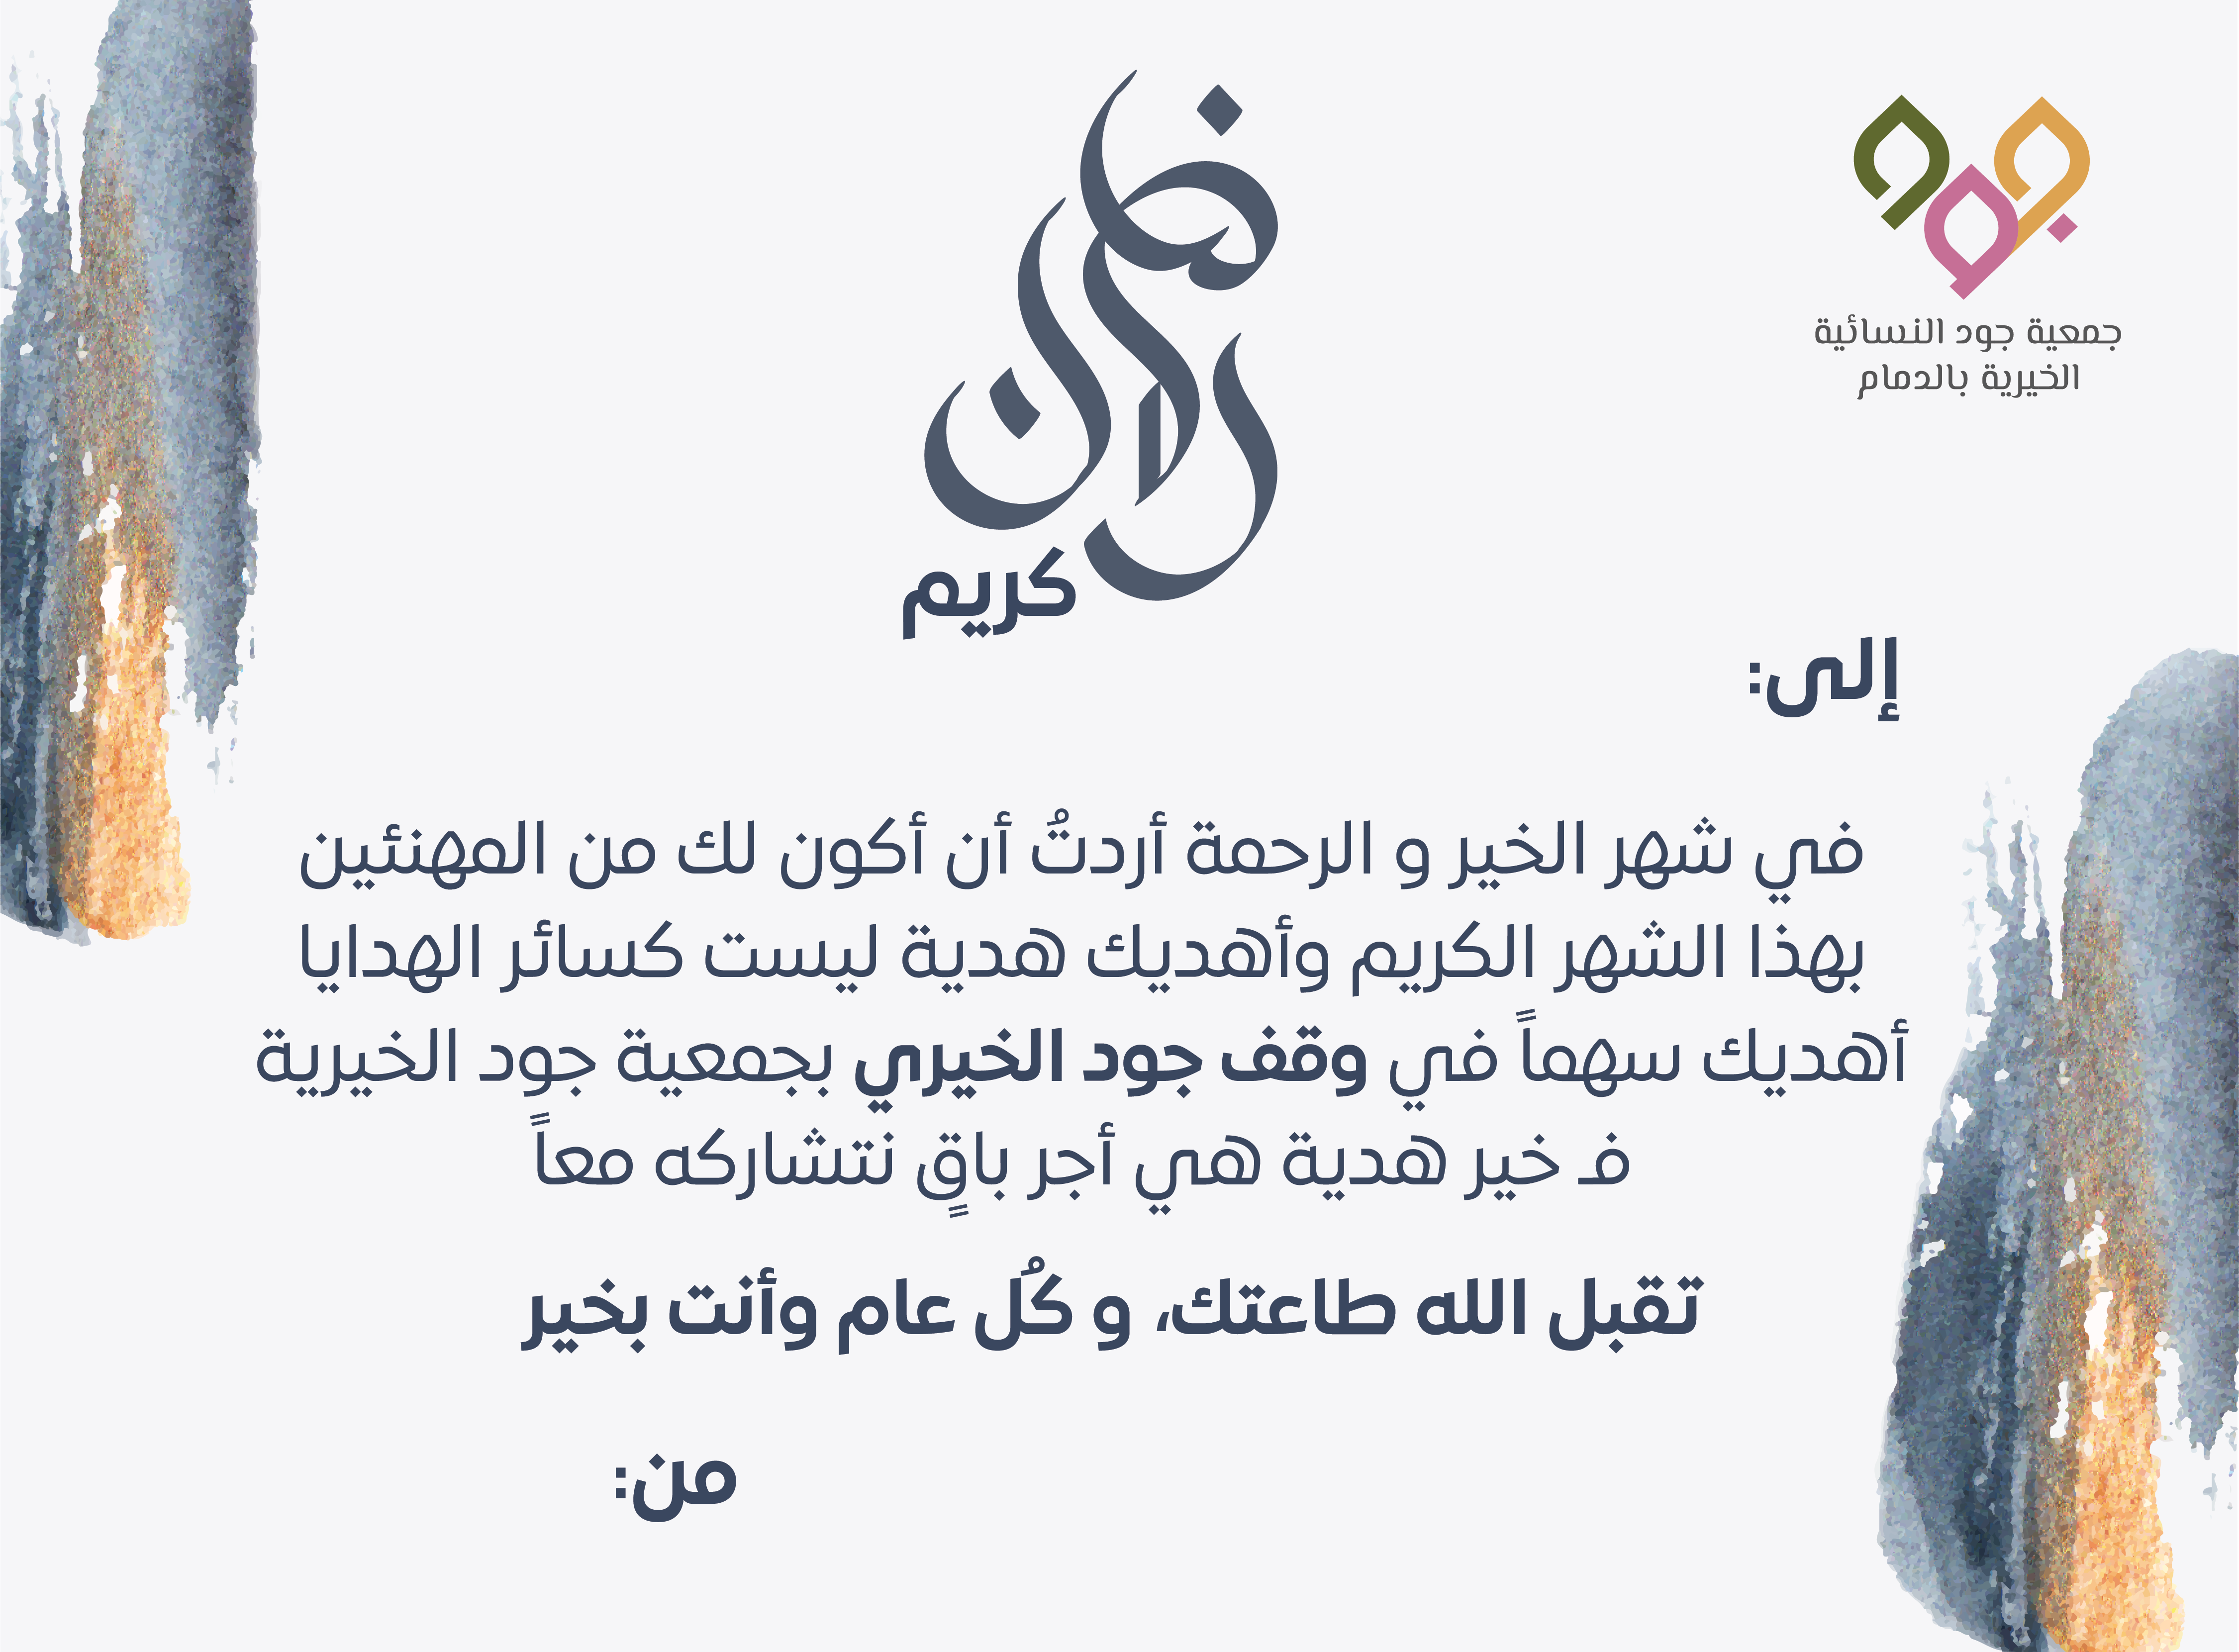 جمعية جود النسائية
الخيرية بالدمام
رمضان
كريم
إلى:
في شهر الخير و الرحمة أردتُ أن أكون لك من المهنئين
بهذا الشهر الكريم وأهديك هدية ليست كسائر الهدايا
أهديك سهماً في وقف جود الخيري بجمعية جود الخيرية
فـ خير هدية هي أجر باقٍ نتشاركه معاً
تقبل الله طاعتك، و كُل عام وأنت بخير
من: